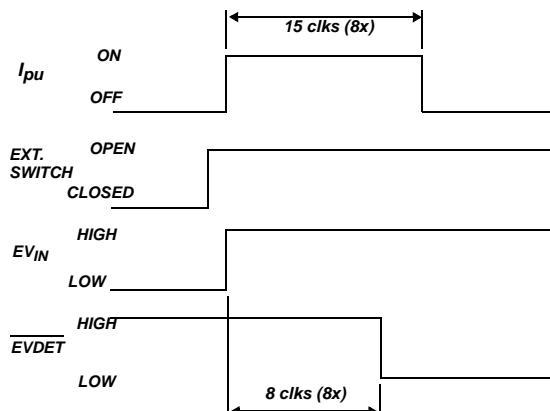 15 clks (8x)
Ipu
ON
OFF
EXT.
SWITCH
OPEN
CLOSED
EVIN
HIGH
LOW
EVDET
HIGH
LOW
8 clks (8x)